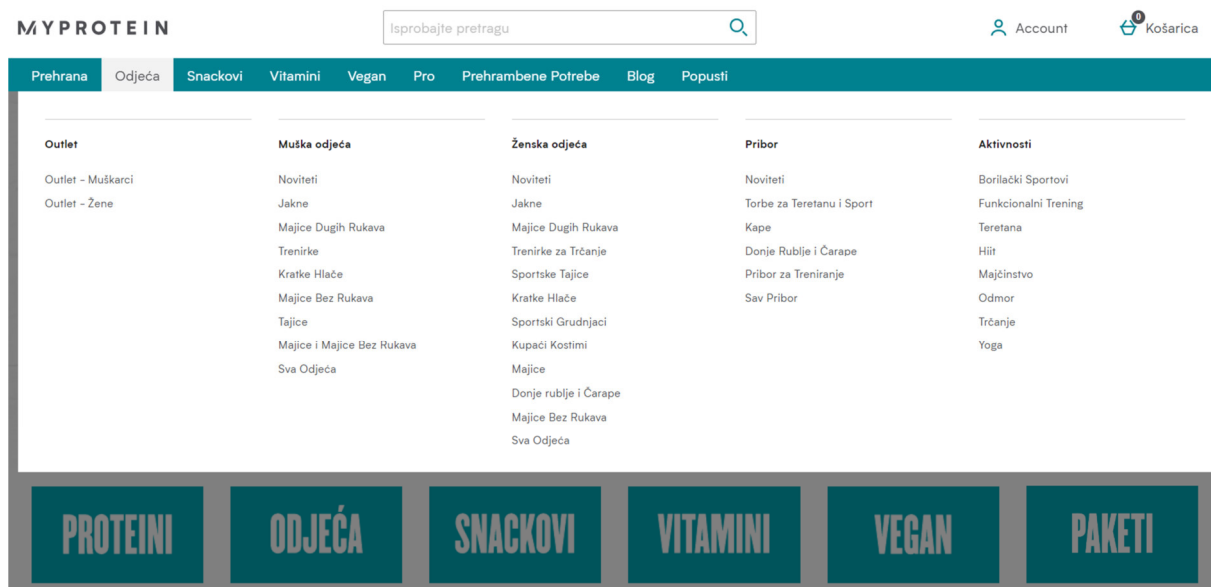 MYPROTEIN
Isprobajte pretragu
Account
0
Košarica
Prehrana Odjeća Snackovi Vitamini Vegan Pro Prehrambene Potrebe Blog Popusti
Outlet
Outlet - Muškarci
Outlet - Žene
Muška odjeća
Noviteti
Jakne
Majice Dugih Rukava
Trenirke
Kratke Hlače
Majice Bez Rukava
Tajice
Majice i Majice Bez Rukava
Sva Odjeća
Ženska odjeća
Noviteti
Jakne
Majice Dugih Rukava
Trenirke za Trčanje
Sportske Tajice
Kratke Hlače
Sportski Grudnjaci
Kupaći Kostimi
Majice
Donje rublje i Čarape
Majice Bez Rukava
Sva Odjeća
Pribor
Noviteti
Torbe za Teretanu i Sport
Kape
Donje Rublje i Čarape
Pribor za Treniranje
Sav Pribor
Aktivnosti
Borilački Sportovi
Funkcionalni Trening
Teretana
Hiit
Majčinstvo
Odmor
Trčanje
Yoga
PROTEINI ODJEĆA SNACKOVI VITAMINI VEGAN PAKETI